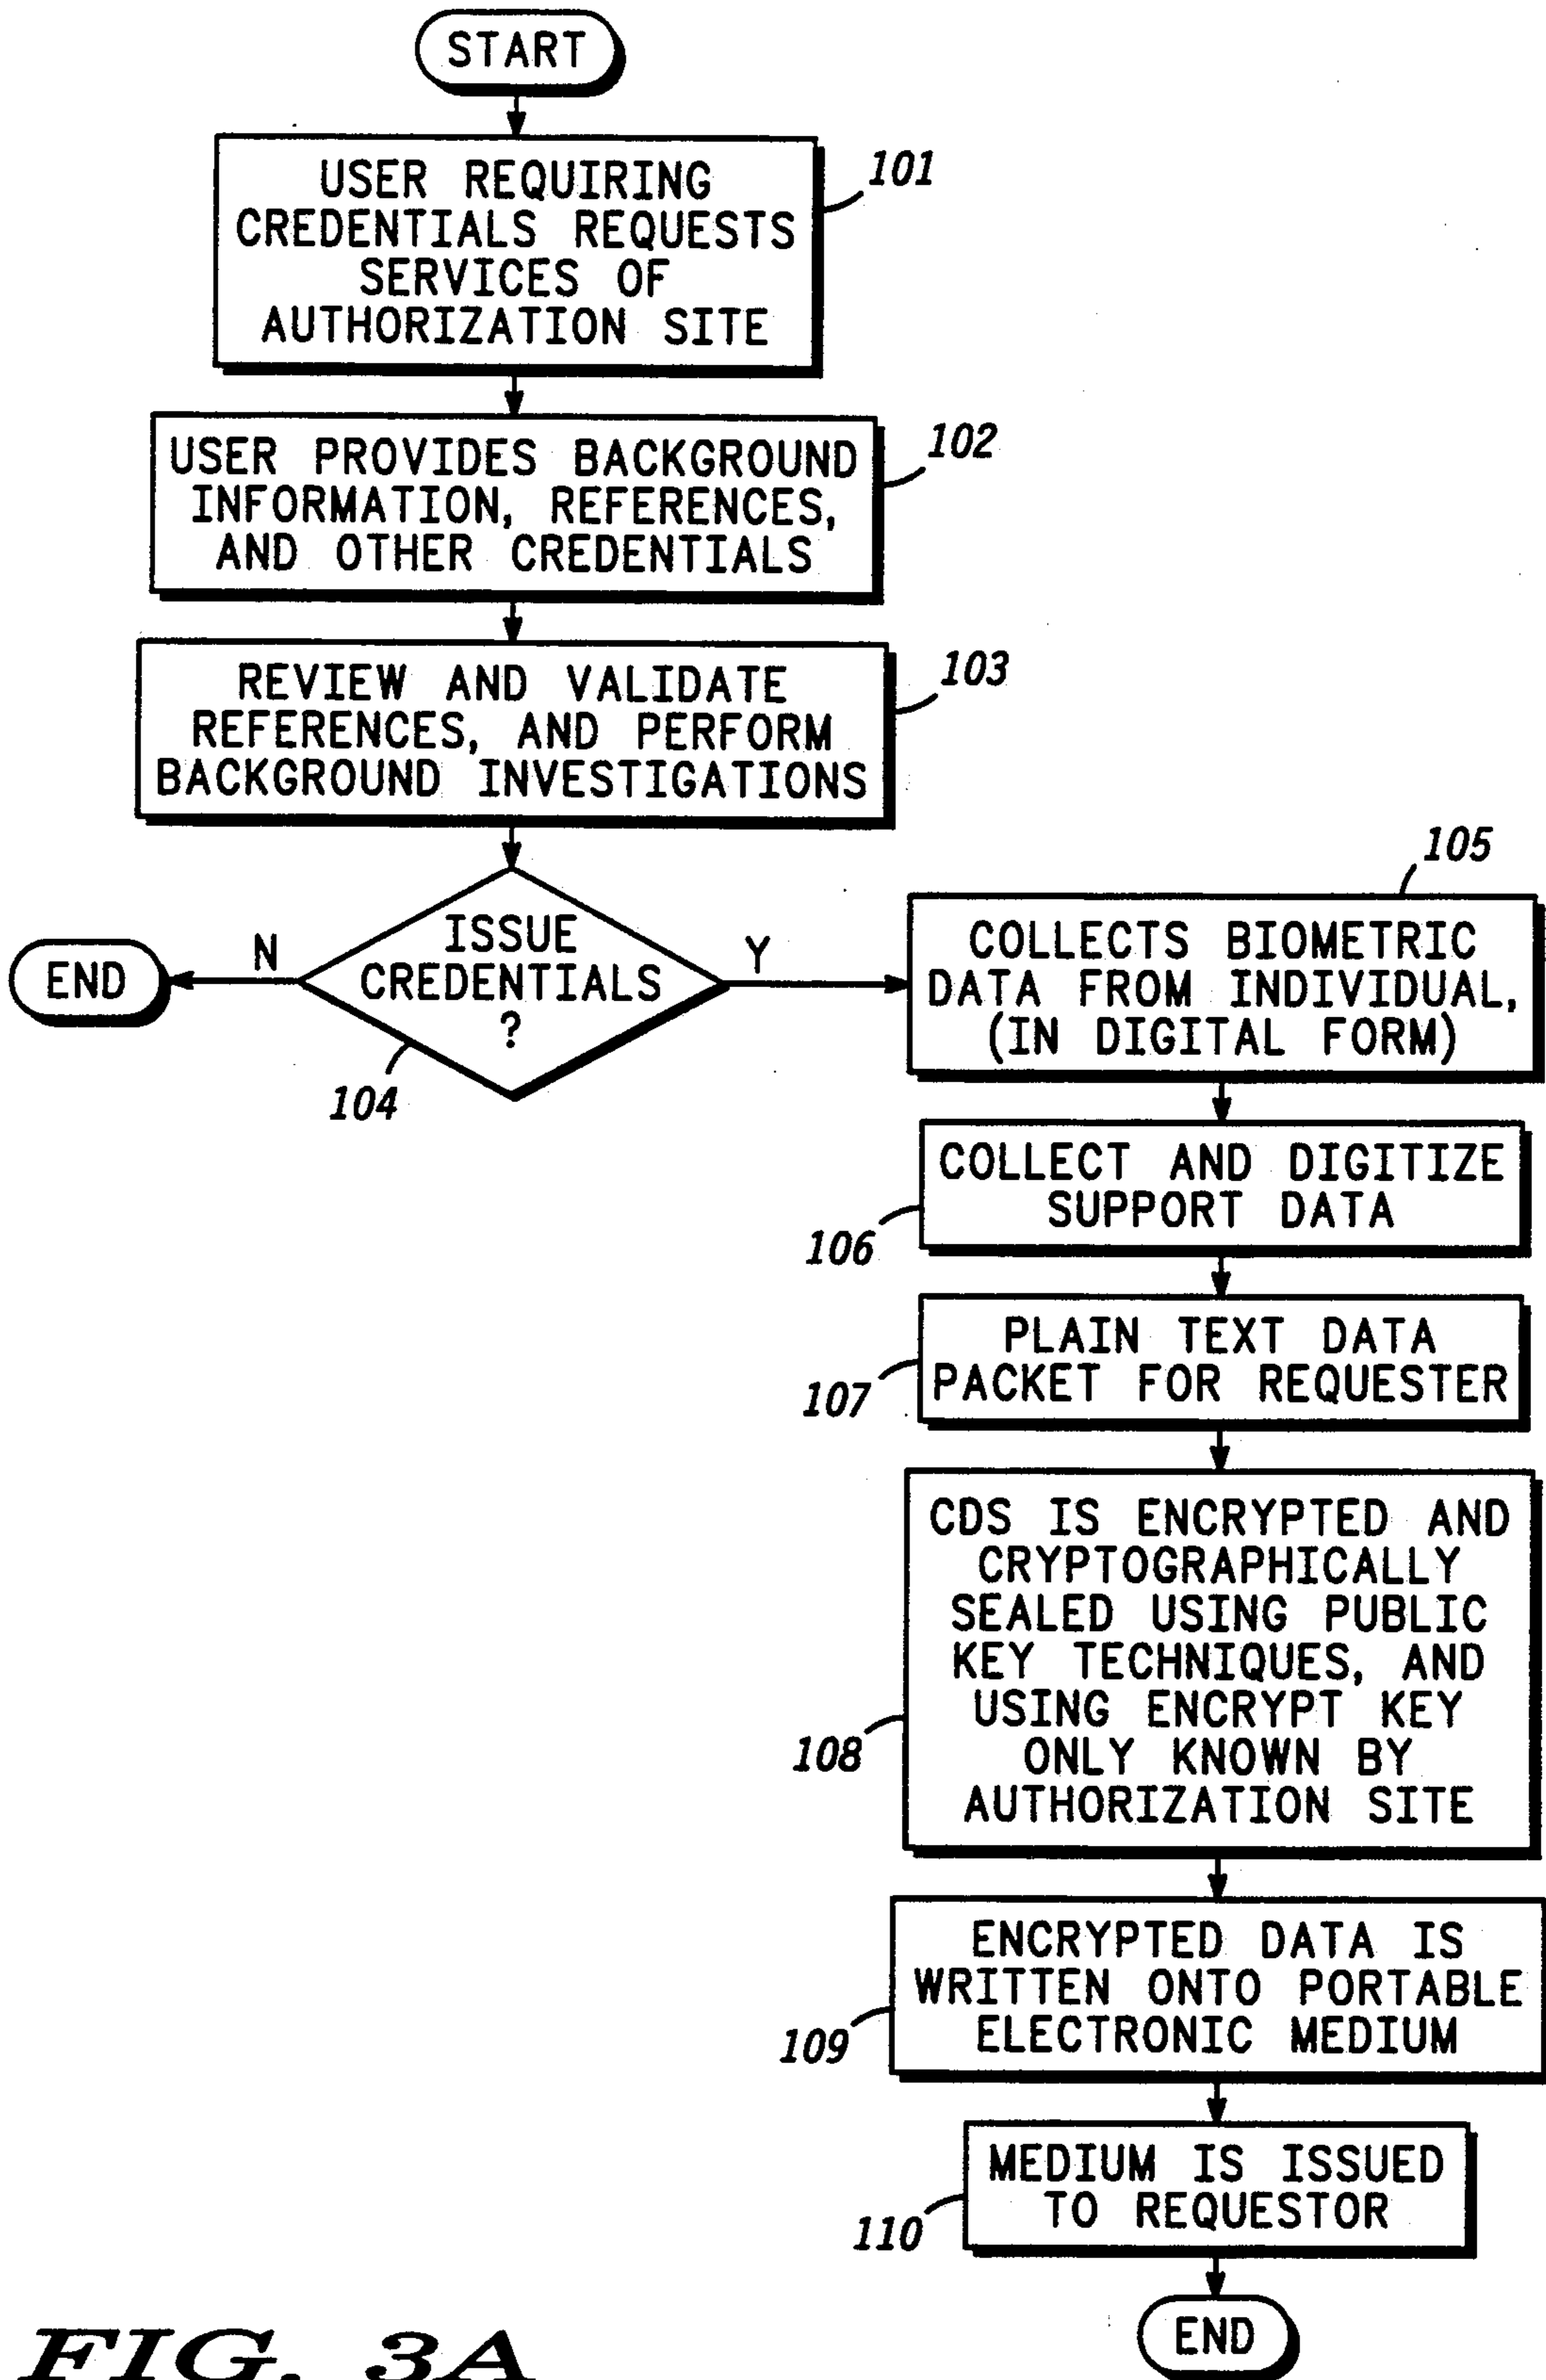 START
USER REQUIRING
CREDENTIALS REQUESTS
SERVICES OF
AUTHORIZATION SITE
101
USER PROVIDES BACKGROUND
INFORMATION, REFERENCES,
AND OTHER CREDENTIALS
102
REVIEW AND VALIDATE
REFERENCES, AND PERFORM
BACKGROUND INVESTIGATIONS
103
ISSUE
CREDENTIALS
?
104
N
END
Y
105
COLLECTS BIOMETRIC
DATA FROM INDIVIDUAL,
(IN DIGITAL FORM)
COLLECT AND DIGITIZE
SUPPORT DATA
106
PLAIN TEXT DATA
PACKET FOR REQUESTER
107
CDS IS ENCRYPTED AND
CRYPTOGRAPHICALLY
SEALED USING PUBLIC
KEY TECHNIQUES, AND
USING ENCRYPT KEY
ONLY KNOWN BY
AUTHORIZATION SITE
108
ENCRYPTED DATA IS
WRITTEN ONTO PORTABLE
ELECTRONIC MEDIUM
109
MEDIUM IS ISSUED
TO REQUESTOR
110
END
FIG. 3A